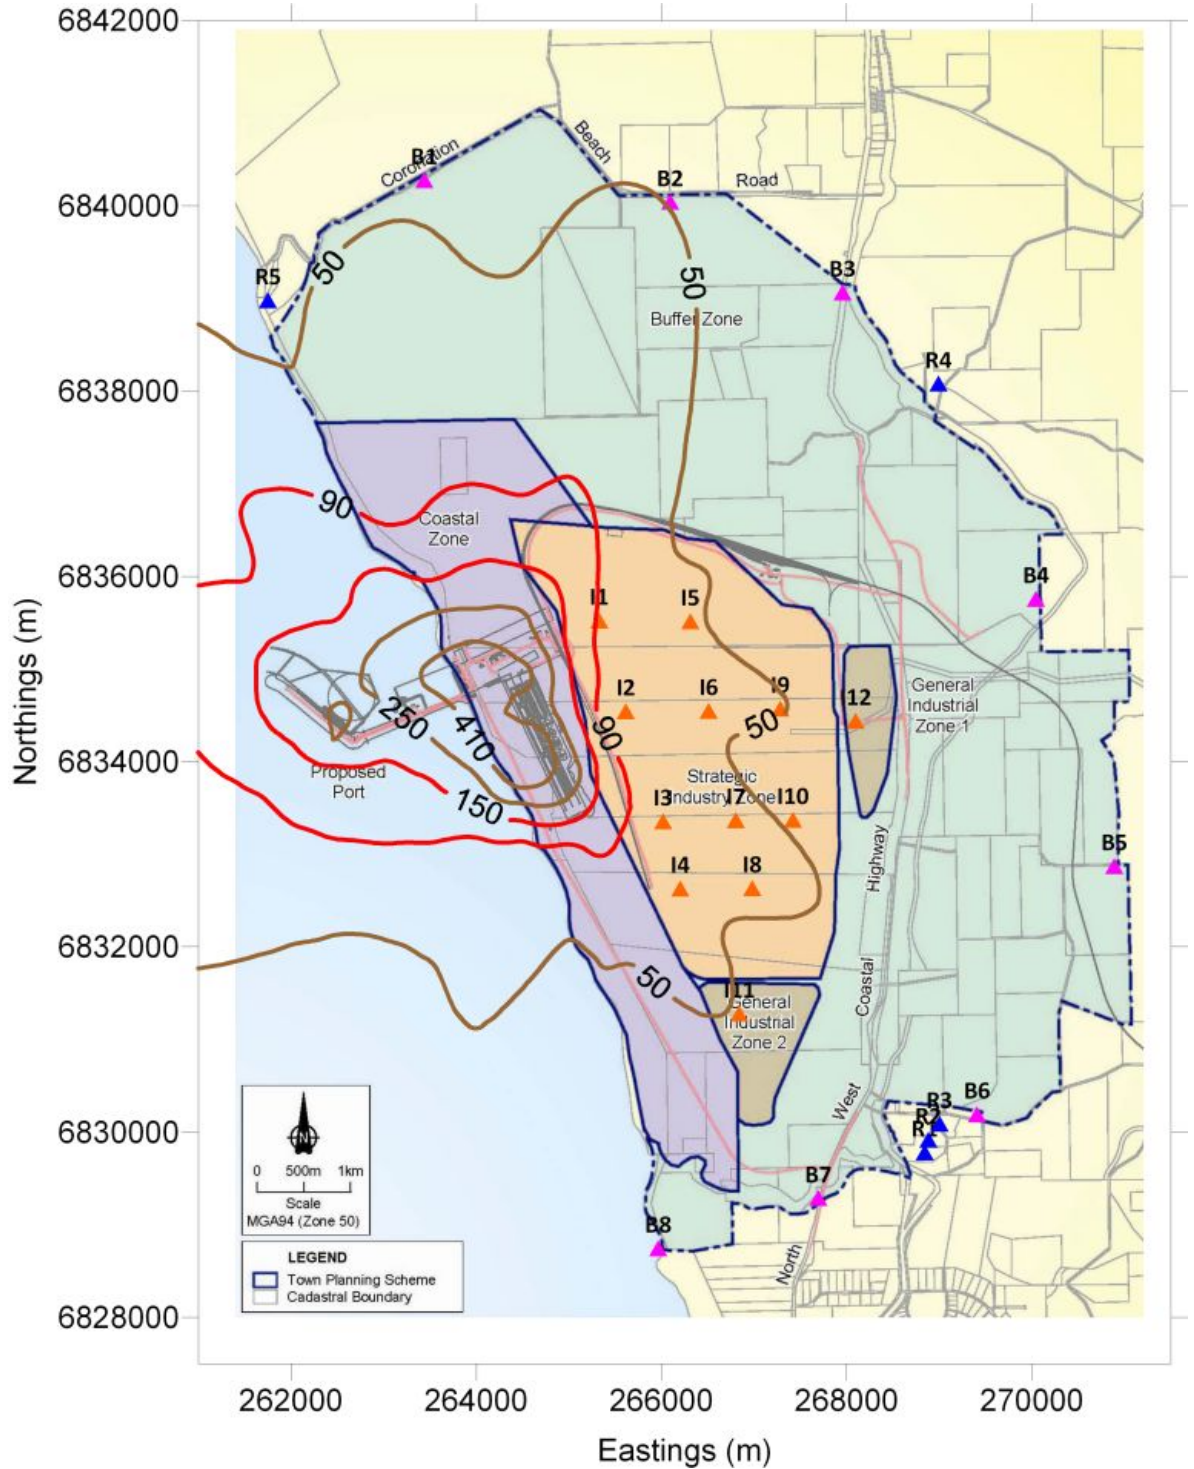 6842000
6840000
6838000
6836000
6834000
6832000
6830000
6828000
Northings (m)
262000
264000
266000
268000
270000
Eastings (m)
Coronation
Beach
Road
B1
B2
B3
R5
50
50
Buffer Zone
R4
90
Coastal
Zone
B4
I1
I5
I2
I6
I9
I12
General
Industrial
Zone 1
250
410
90
50
Proposed
Port
150
Strategic
Industry Zone
I3
I7
I10
I4
I8
B5
Highway
Coastal
West
North
50
I11
General
Industrial
Zone 2
R3
R2
R1
B6
B7
B8
N
0 500m 1km
Scale
MGA94 (Zone 50)
LEGEND
Town Planning Scheme
Cadastral Boundary